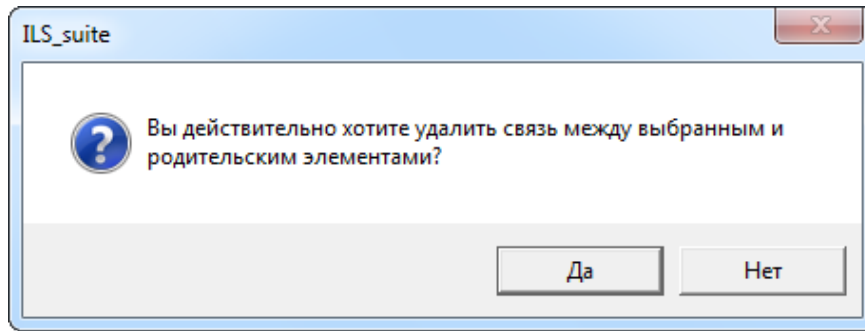 ILS_suite
Вы действительно хотите удалить связь между выбранным и
родительским элементами?
Да
Нет